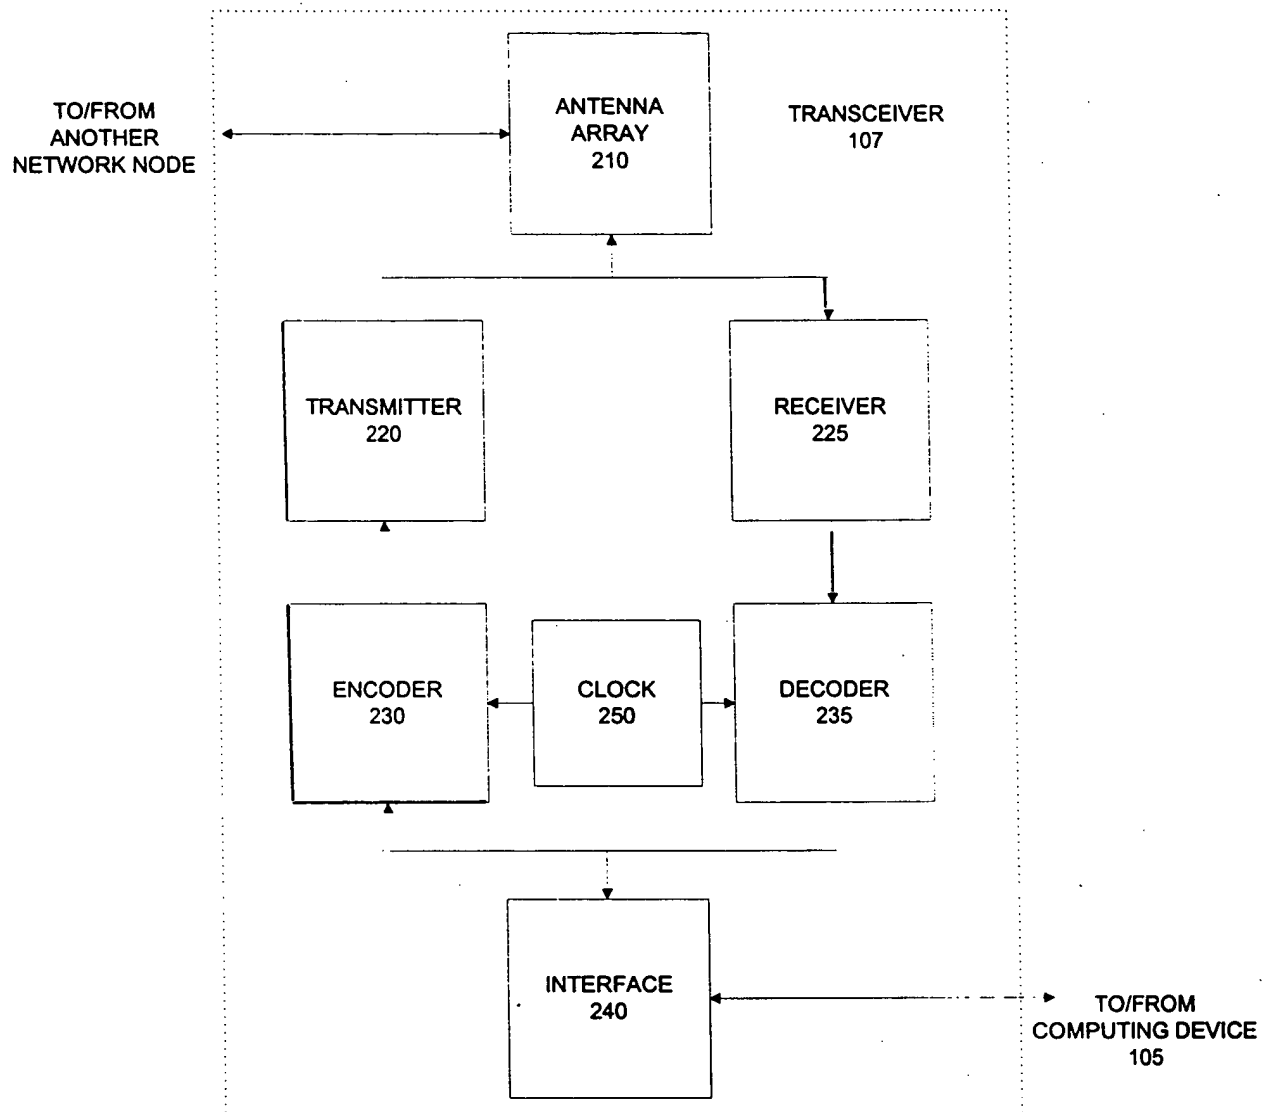 TO/FROM
ANOTHER
NETWORK NODE
ANTENNA
ARRAY
210
TRANSCEIVER
107
TRANSMITTER
220
RECEIVER
225
ENCODER
230
CLOCK
250
DECODER
235
INTERFACE
240
TO/FROM
COMPUTING DEVICE
105